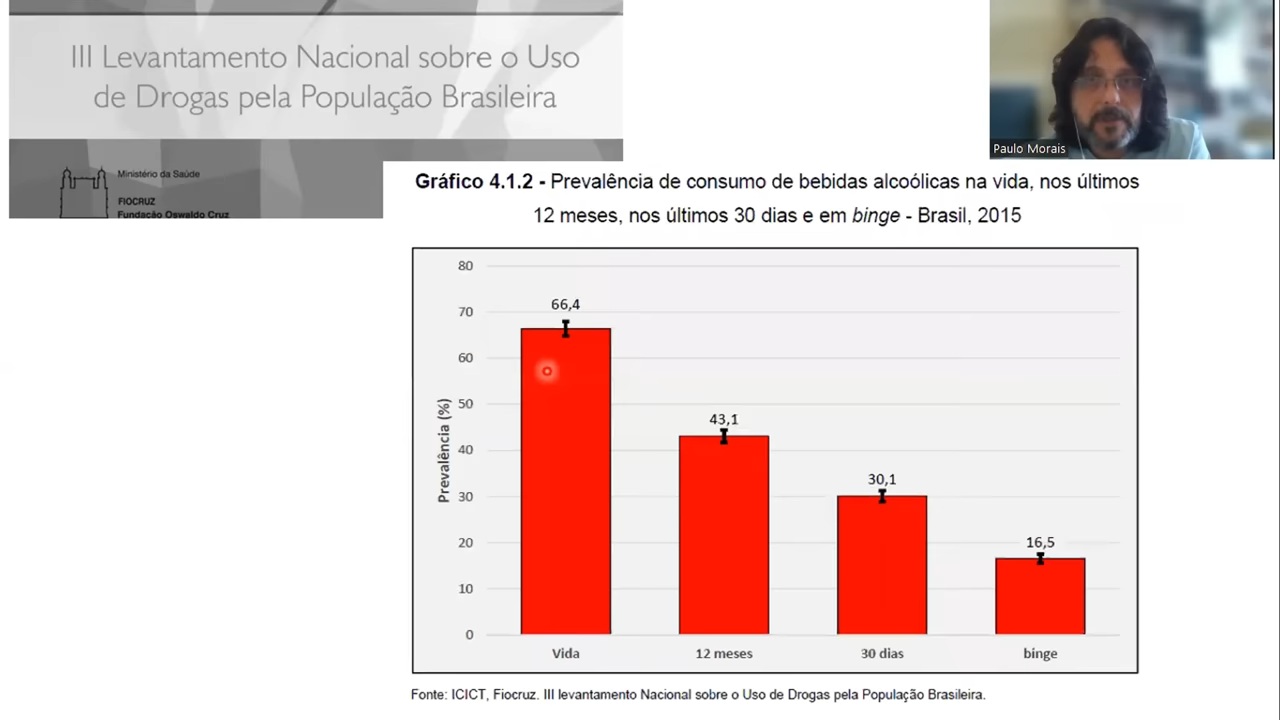 III Levantamento Nacional sobre o Uso
de Drogas pela População Brasileira
Ministério da Saúde
FIOCRUZ
Fundação Oswaldo Cruz
Paulo Morais
Gráfico 4.1.2 - Prevalência de consumo de bebidas alcoólicas na vida, nos últimos
12 meses, nos últimos 30 dias e em binge - Brasil, 2015
Prevalência (%)
80
70
60
50
40
30
20
10
0
66,4
43,1
30,1
16,5
Vida
12 meses
30 dias
binge
Fonte: ICICT, Fiocruz. III levantamento Nacional sobre o Uso de Drogas pela População Brasileira.